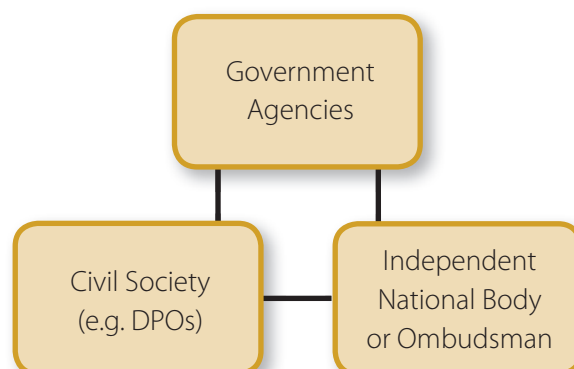 Government
Agencies
Civil Society
(e.g. DPOs)
Independent
National Body
or Ombudsman